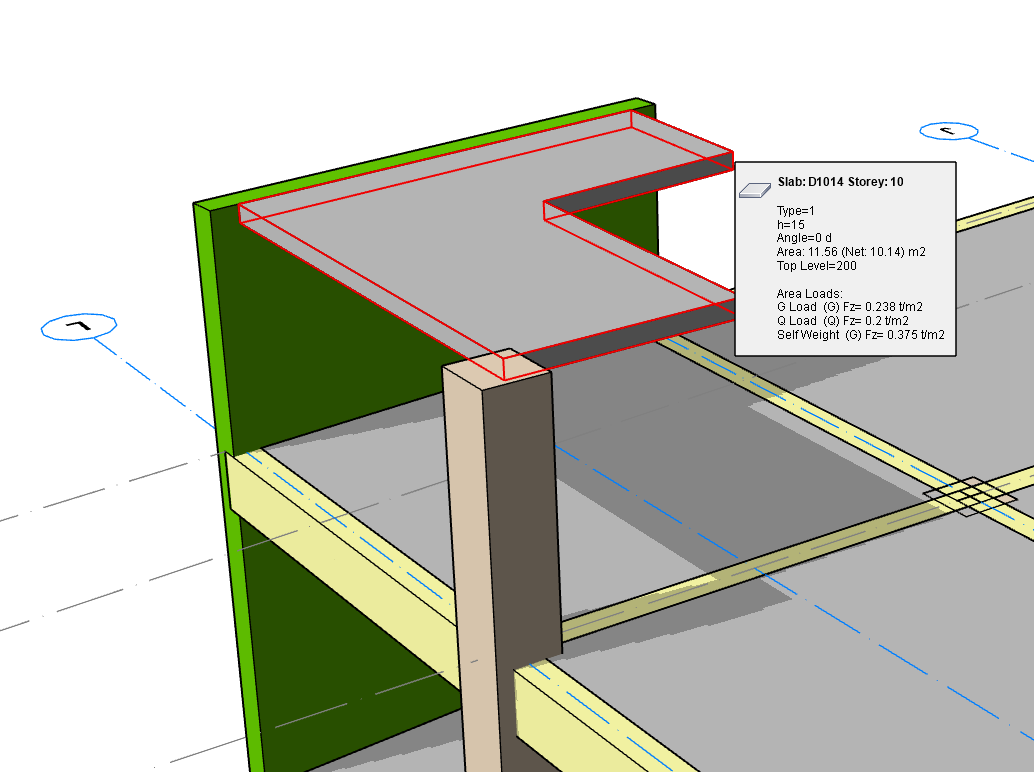 Slab: D1014 Storey: 10
Type=1
h=15
Angle=0 d
Area: 11.56 (Net: 10.14) m2
Top Level=200
Area Loads:
G Load (G) Fz= 0.238 t/m2
Q Load (Q) Fz= 0.2 t/m2
Self Weight (G) Fz= 0.375 t/m2